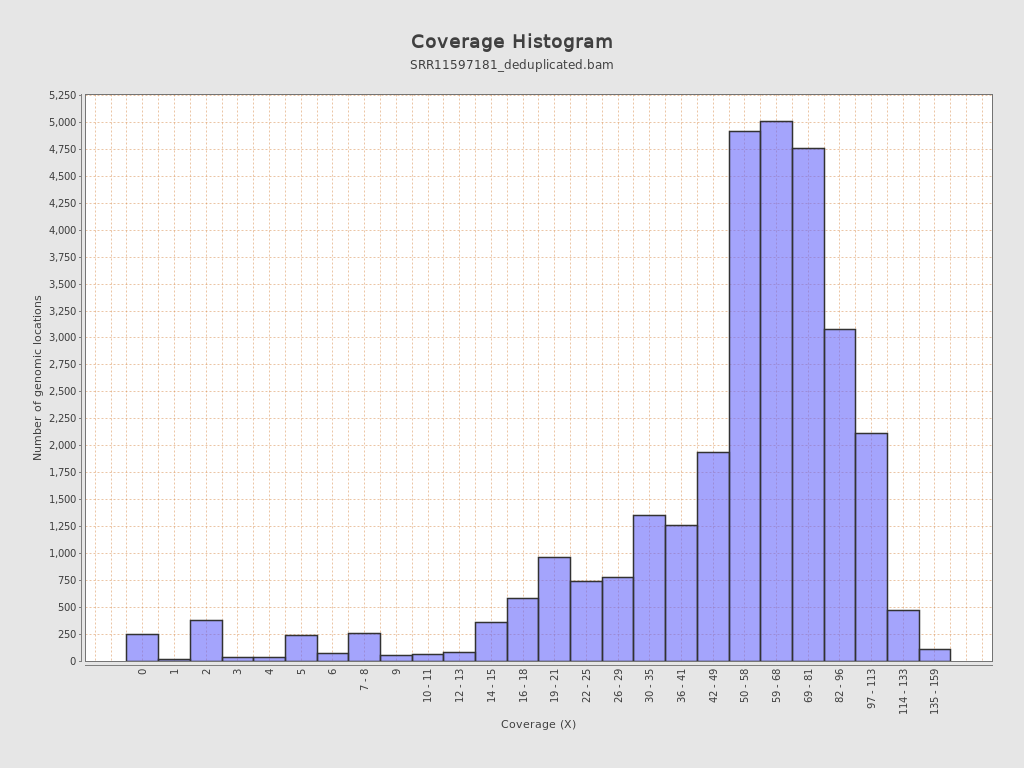 Coverage Histogram
SRR11597181_deduplicated.bam
5,250
5,000
4,750
4,500
4,250
4,000
3,750
3,500
3,250
3,000
2,750
2,500
2,250
2,000
1,750
1,500
1,250
1,000
750
500
250
0
Number of genomic locations
0
1
2
3
4
5
6
7 - 8
9
10 - 11
12 - 13
14 - 15
16 - 18
19 - 21
22 - 25
26 - 29
30 - 35
36 - 41
42 - 49
50 - 58
59 - 68
69 - 81
82 - 96
97 - 113
114 - 133
135 - 159
Coverage (X)